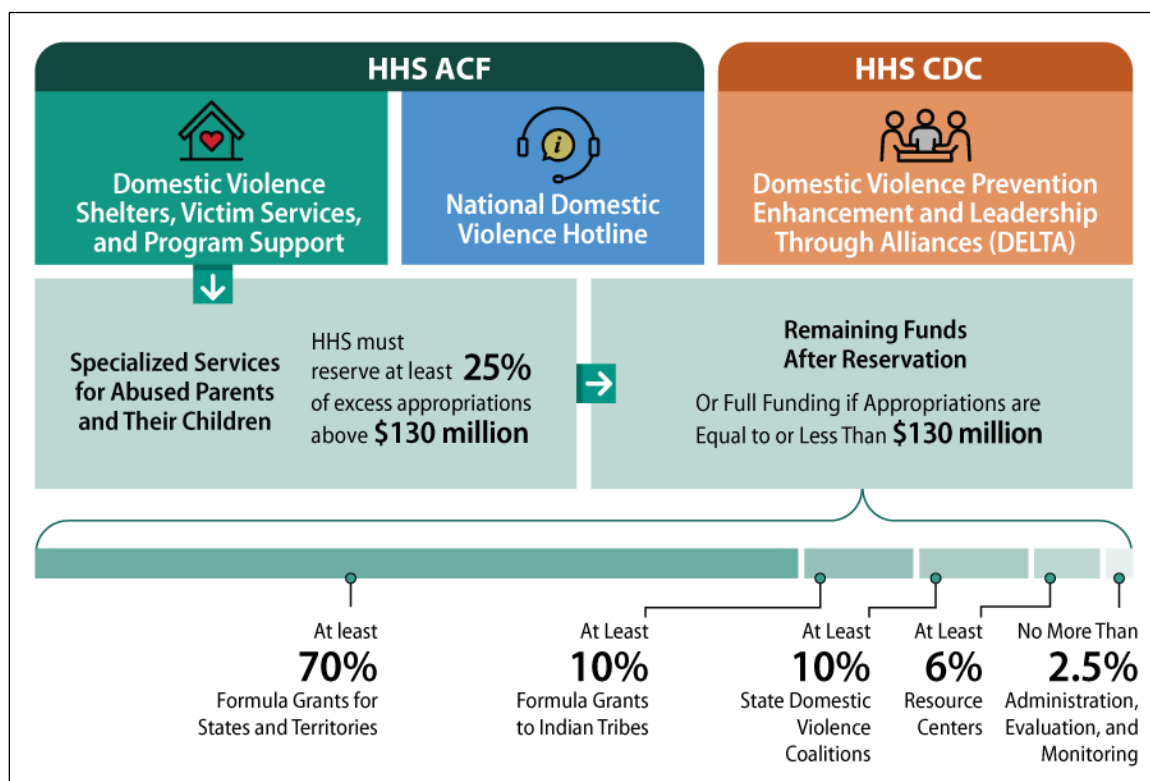 HHS ACF
HHS CDC
Domestic Violence
Shelters, Victim Services,
and Program Support
i
National Domestic
Violence Hotline
Domestic Violence Prevention
Enhancement and Leadership
Through Alliances (DELTA)
Specialized Services
for Abused Parents
and Their Children
HHS must
reserve at least 25%
of excess appropriations
above $130 million
Remaining Funds
After Reservation
Or Full Funding if Appropriations are
Equal to or Less Than $130 million
At least
70%
Formula Grants for
States and Territories
At Least
10%
Formula Grants
to Indian Tribes
At Least
10%
State Domestic
Violence
Coalitions
At Least
6%
Resource
Centers
No More Than
2.5%
Administration,
Evaluation, and
Monitoring